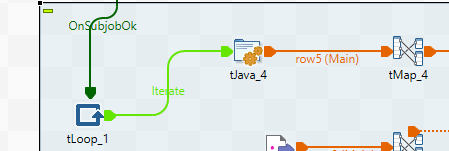 OnSubjobOk
tJava_4
row5 (Main)
tMap_4
Iterate
tLoop_1